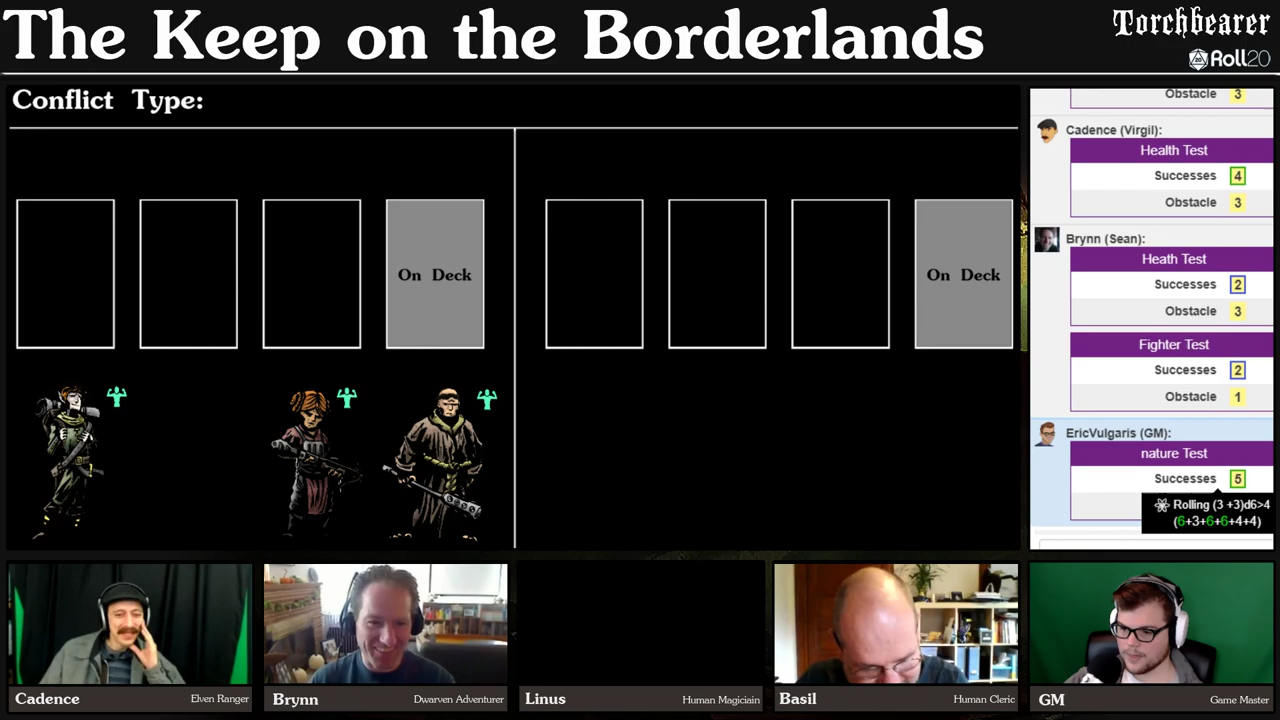 The Keep on the Borderlands
Torchbearer
Roll20
Conflict Type:
On Deck
On Deck
Obstacle 3
Cadence (Virgil):
Health Test
Successes 4
Obstacle 3
Brynn (Sean):
Heath Test
Successes 2
Obstacle 3
Fighter Test
Successes 2
Obstacle 1
EricVulgaris (GM):
nature Test
Successes 5
Rolling (3 +3)d6>4
(6+3+6+6+4+4)
Cadence Elven Ranger
Brynn Dwarven Adventurer
Linus Human Magiciain
Basil Human Cleric
GM Game Master